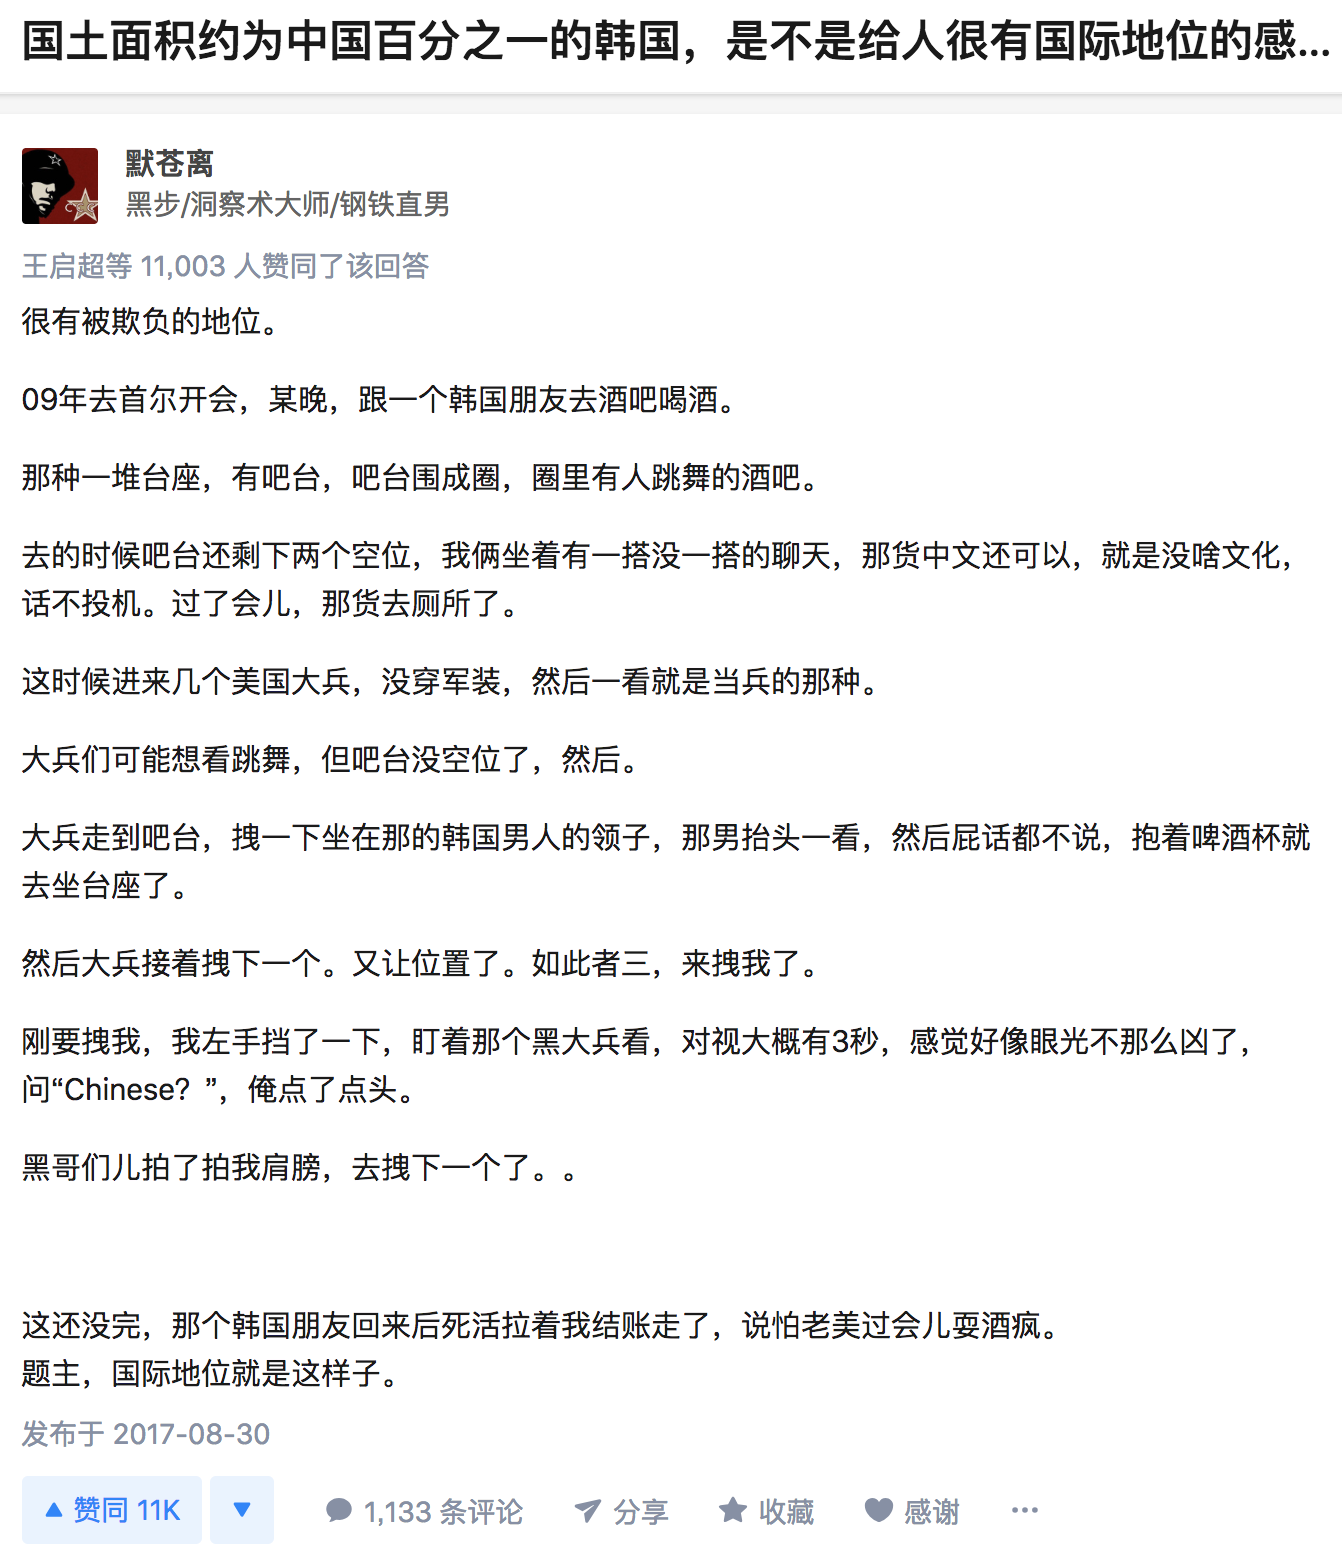 国土面积约为中国百分之一的韩国，是不是给人很有国际地位的感...
默苍离
黑步/洞察术大师/钢铁直男
王启超等 11,003 人赞同了该回答
很有被欺负的地位。
09年去首尔开会，某晚，跟一个韩国朋友去酒吧喝酒。
那种一堆台座，有吧台，吧台围成圈，圈里有人跳舞的酒吧。
去的时候吧台还剩下两个空位，我俩坐着有一搭没一搭的聊天，那货中文还可以，就是没啥文化，
话不投机。过了会儿，那货去厕所了。
这时候进来几个美国大兵，没穿军装，然后一看就是当兵的那种。
大兵们可能想看跳舞，但吧台没空位了，然后。
大兵走到吧台，拽一下坐在那的韩国男人的领子，那男抬头一看，然后屁话都不说，抱着啤酒杯就
去坐台座了。
然后大兵接着拽下一个。又让位置了。如此者三，来拽我了。
刚要拽我，我左手挡了一下，盯着那个黑大兵看，对视大概有3秒，感觉好像眼光不那么凶了，
问“Chinese？”，俺点了点头。
黑哥们儿拍了拍我肩膀，去拽下一个了。。
这还没完，那个韩国朋友回来后死活拉着我结账走了，说怕老美过会儿耍酒疯。
题主，国际地位就是这样子。
发布于 2017-08-30
赞同 11K
1,133 条评论
分享
收藏
感谢